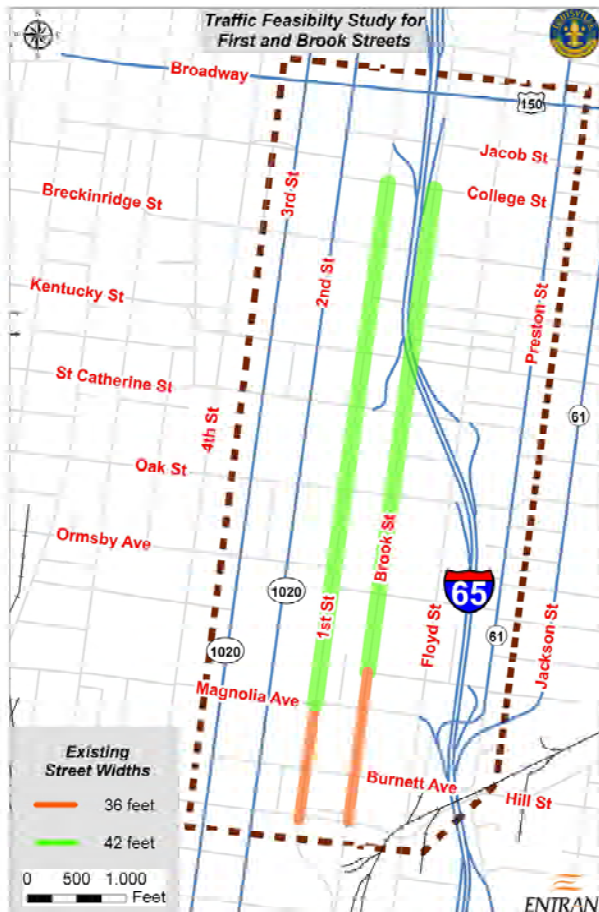 Traffic Feasibilty Study for
First and Brook Streets
Broadway
150
Jacob St
College St
Breckinridge St
3rd St
2nd St
Kentucky St
Preston St
St Catherine St
61
4th St
Oak St
Brook St
Ormsby Ave
65
1020
1st St
Floyd St
61
1020
Jackson St
Magnolia Ave
Burnett Ave
Hill St
Existing
Street Widths
36 feet
42 feet
0 500 1.000
Feet
ENTRAN